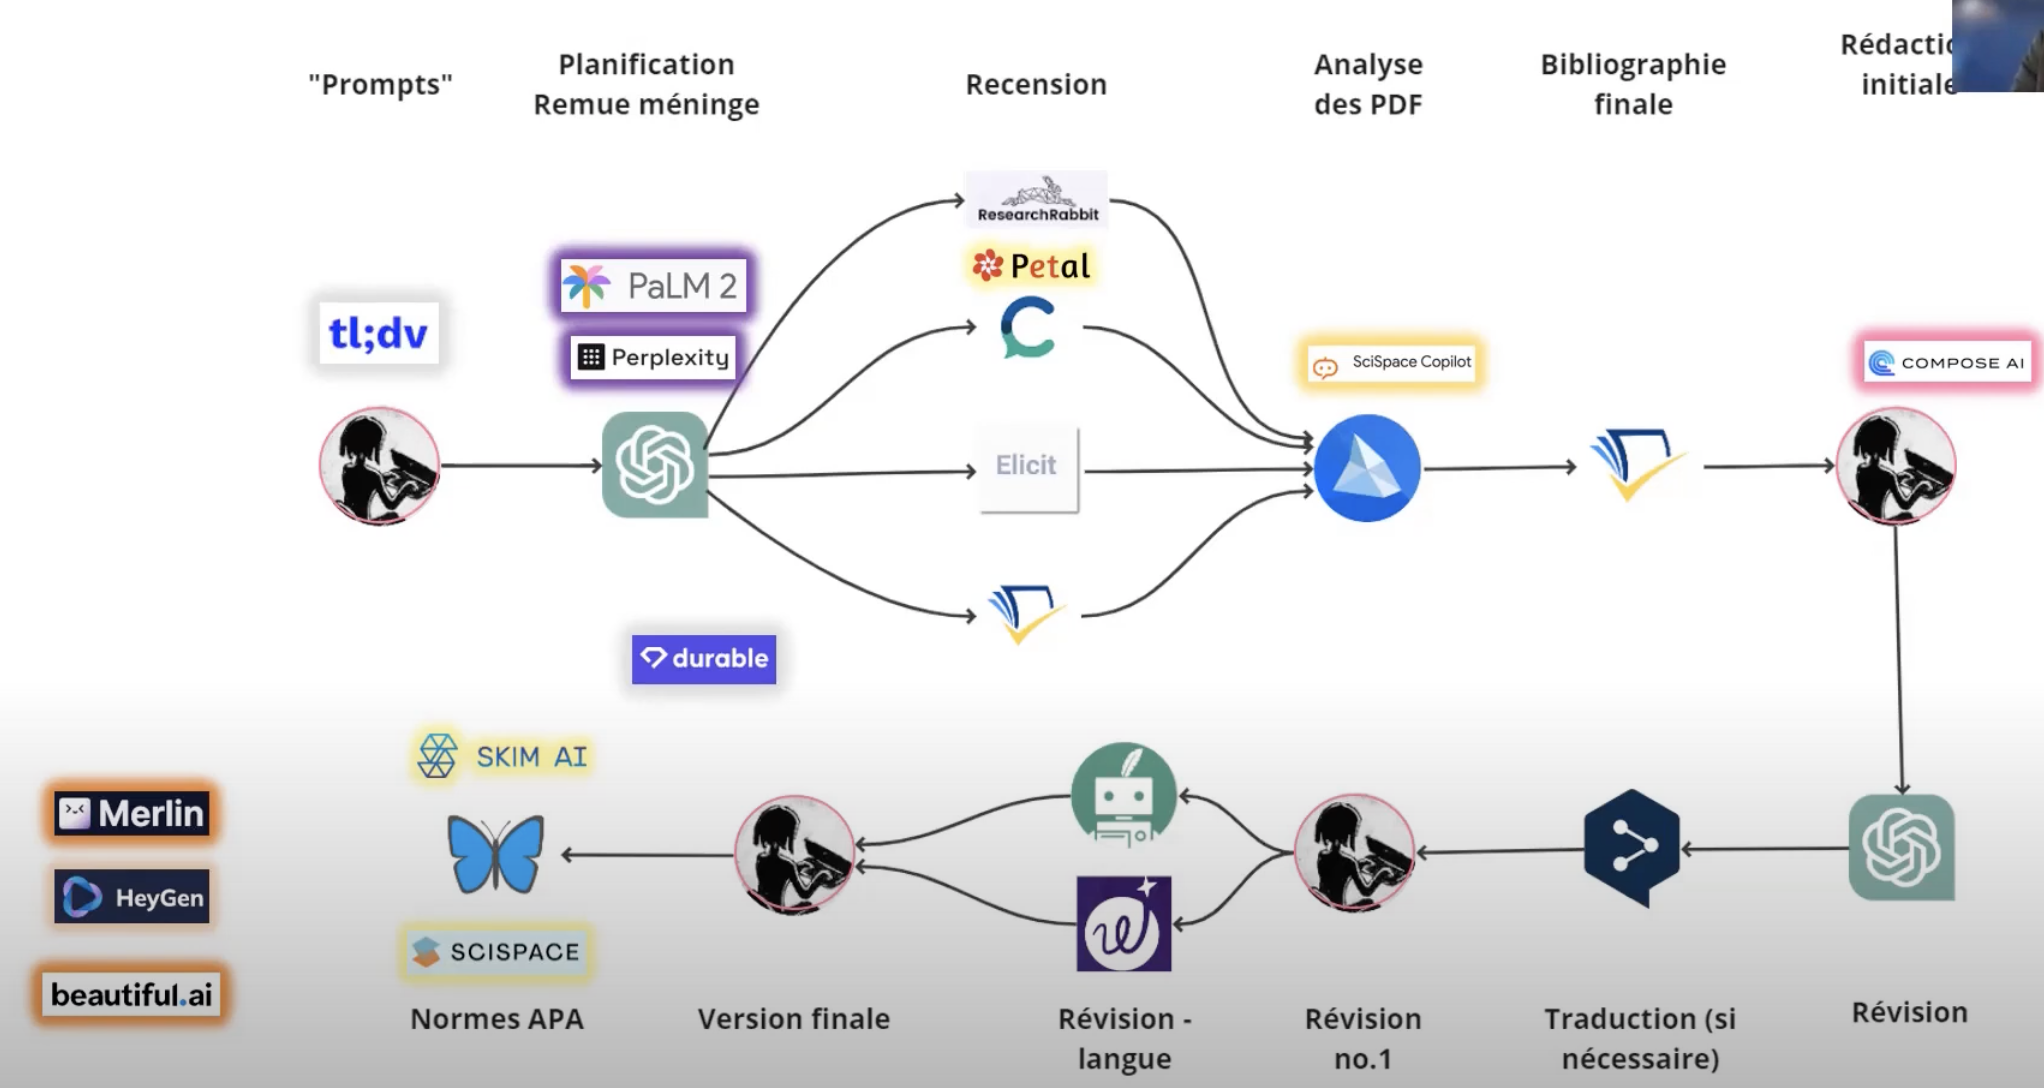 "Prompts"
Planification
Remue méninge
Recension
Analyse
des PDF
Bibliographie
finale
initiale
ResearchRabbit
Petal
PaLM 2
Perplexity
tl;dv
SciSpace Copilot
COMPOSE AI
Elicit
durable
SKIM AI
Merlin
HeyGen
beautiful.ai
SCISPACE
Normes APA
Version finale
Révision -
langue
Révision
no.1
Traduction (si
nécessaire)
Révision